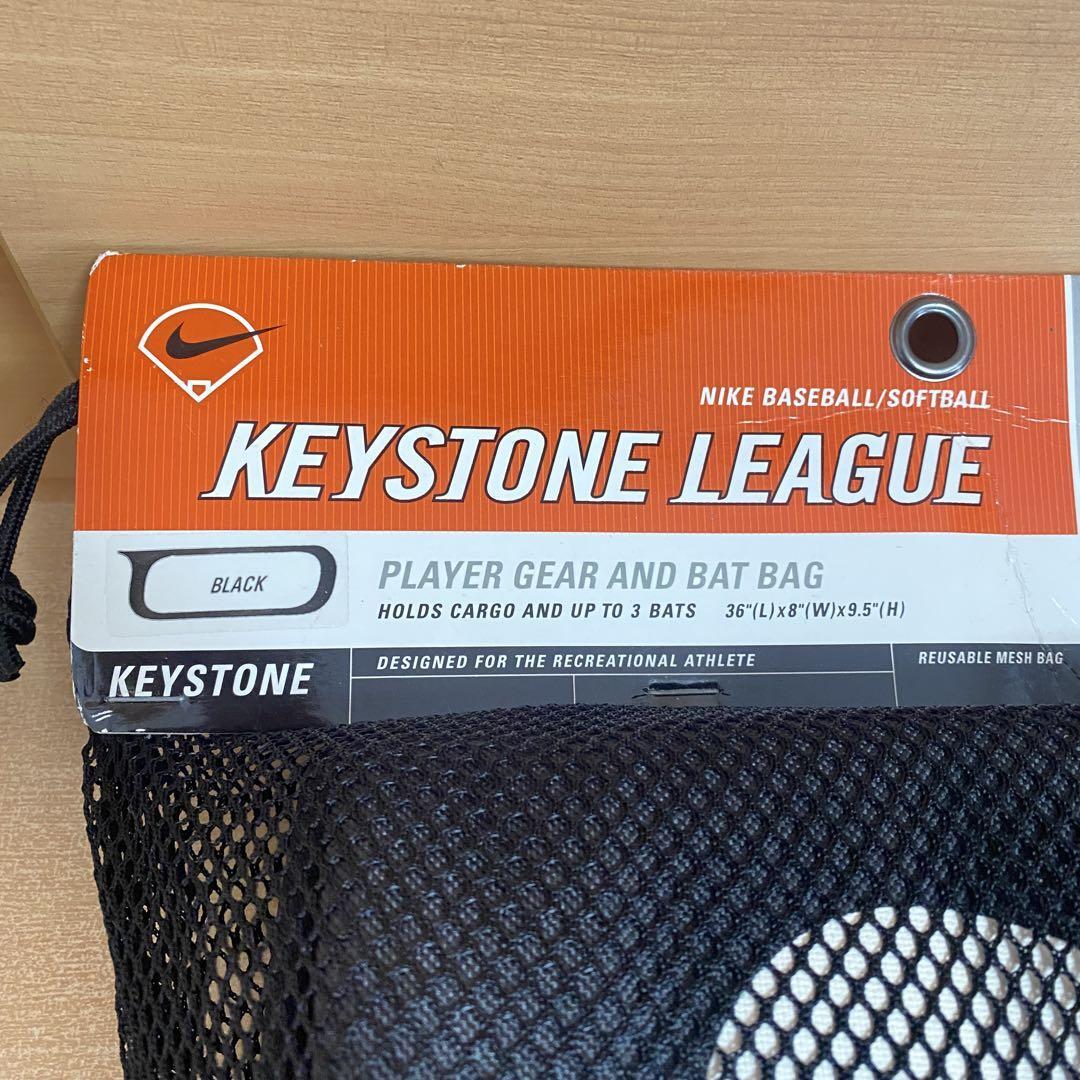 NIKE BASEBALL/SOFTBALL
KEYSTONE LEAGUE
BLACK
PLAYER GEAR AND BAT BAG
HOLDS CARGO AND UP TO 3 BATS 36"(L)x8"(W)x9.5"(H)
KEYSTONE
DESIGNED FOR THE RECREATIONAL ATHLETE
REUSABLE MESH BAG